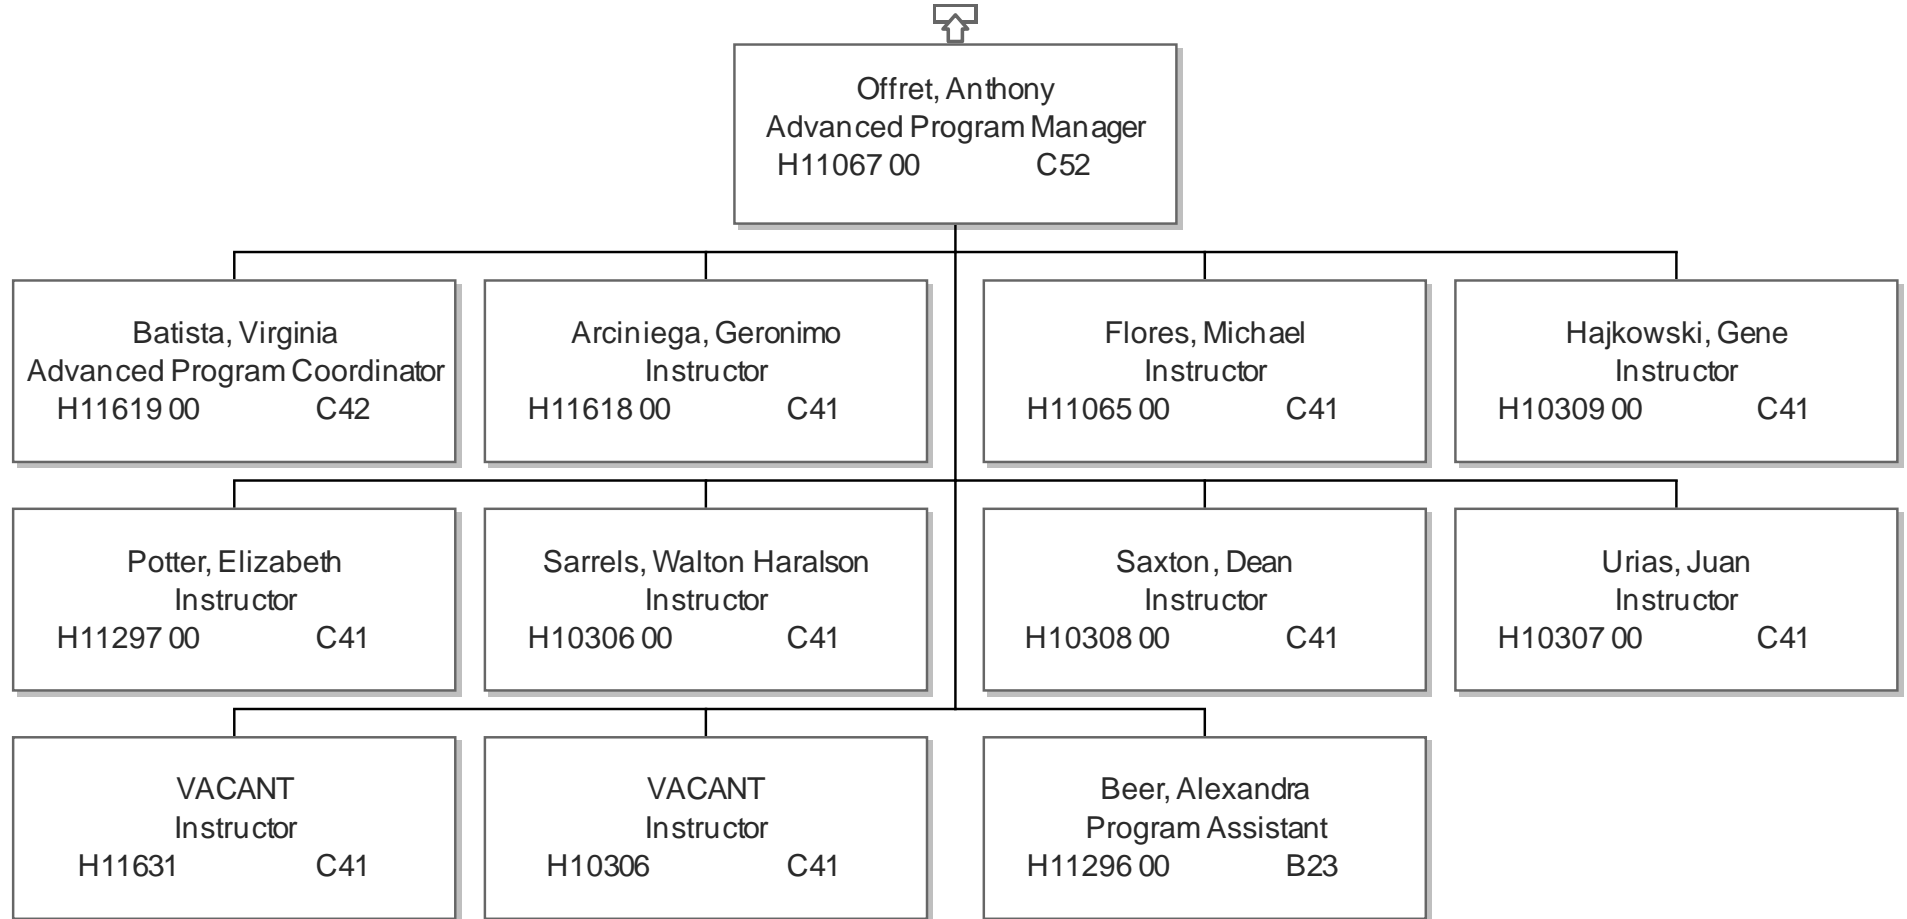 Offret, Anthony
Advanced Program Manager
H11067 00 C52
Batista, Virginia
Advanced Program Coordinator
H11619 00 C42
Arciniega, Geronimo
Instructor
H11618 00 C41
Flores, Michael
Instructor
H11065 00 C41
Hajkowski, Gene
Instructor
H10309 00 C41
Potter, Elizabeth
Instructor
H11297 00 C41
Sarrels, Walton Haralson
Instructor
H10306 00 C41
Saxton, Dean
Instructor
H10308 00 C41
Urias, Juan
Instructor
H10307 00 C41
VACANT
Instructor
H11631 C41
VACANT
Instructor
H10306 C41
Beer, Alexandra
Program Assistant
H11296 00 B23